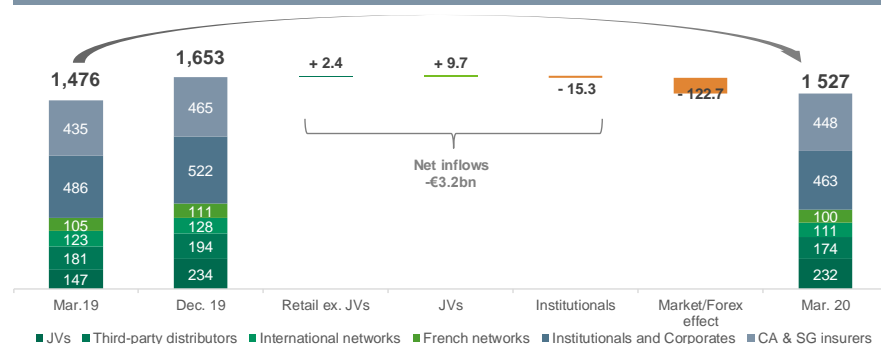 1,476
1,653
+ 2.4
+ 9.7
- 15.3
- 122.7
1 527
435
486
105
123
181
147
465
522
111
128
194
234
Net inflows
-€3.2bn
448
463
100
111
174
232
Mar.19
Dec. 19
Retail ex. JVs
JVs
Institutionals
Market/Forex
effect
Mar. 20
JVs
Third-party distributors
International networks
French networks
Institutionals and Corporates
CA & SG insurers